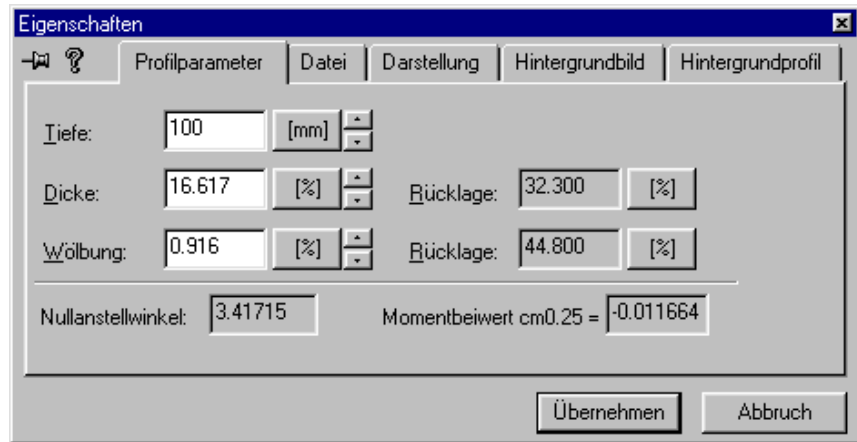 Eigenschaften
Profilparameter Datei Darstellung Hintergrundbild Hintergrundprofil
Tiefe: 100 [mm]
Dicke: 16.617 [%] Rücklage: 32.300 [%]
Wölbung: 0.916 [%] Rücklage: 44.800 [%]
Nullanstellwinkel: 3.41715 Momentbeiwert cm0.25 = -0.011664
Übernehmen Abbruch